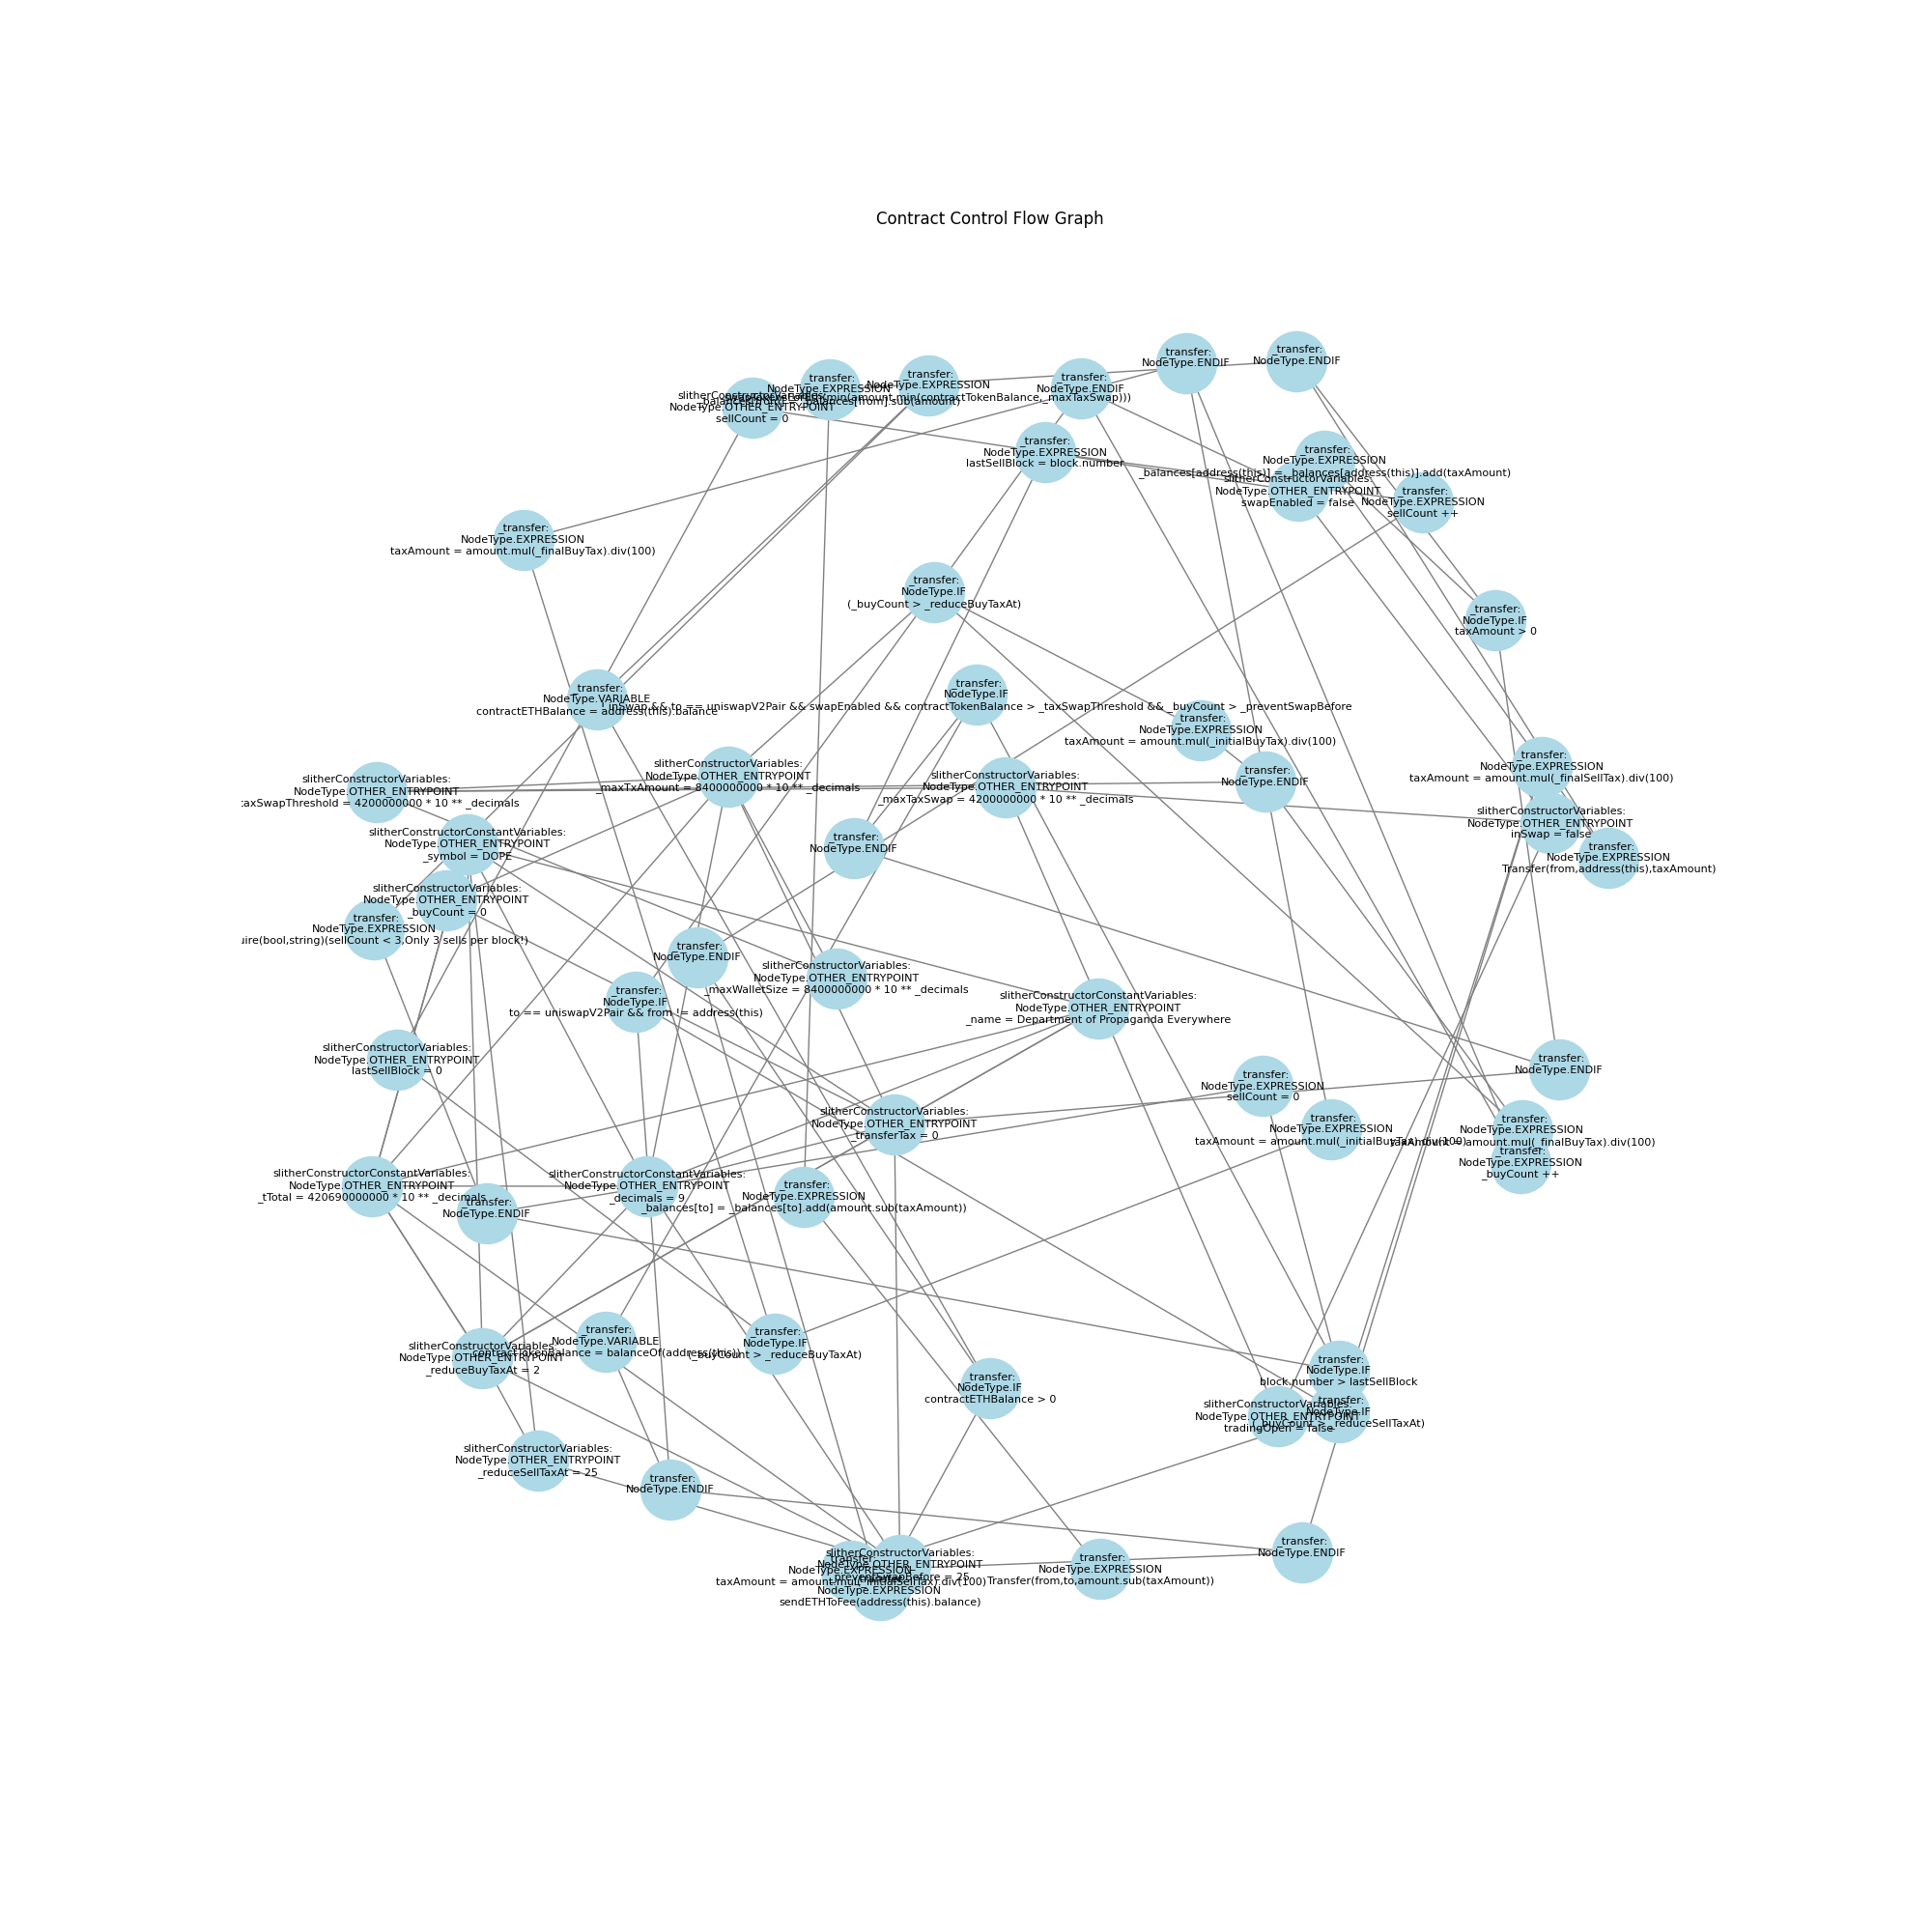 Contract Control Flow Graph
_transfer:
NodeType.ENDIF
_transfer:
NodeType.ENDIF
_transfer:
NodeType.EXPRESSION
_balances[from] = _balances[from].sub(amount)
_transfer:
NodeType.EXPRESSION
_transfer:
NodeType.ENDIF
slitherConstructorVariables:
NodeType.OTHER_ENTRYPOINT
sellCount = 0
_transfer:
NodeType.EXPRESSION
lastSellBlock = block.number
_transfer:
NodeType.EXPRESSION
_balances[address(this)] = _balances[address(this)].add(taxAmount)
slitherConstructorVariables:
NodeType.OTHER_ENTRYPOINT
swapEnabled = false
_transfer:
NodeType.EXPRESSION
sellCount ++
_transfer:
NodeType.EXPRESSION
taxAmount = amount.mul(_finalBuyTax).div(100)
_transfer:
NodeType.IF
(_buyCount > _reduceBuyTaxAt)
_transfer:
NodeType.IF
taxAmount > 0
_transfer:
NodeType.VARIABLE
contractETHBalance = address(this).balance
_transfer:
NodeType.IF
inSwap && to == uniswapV2Pair && swapEnabled && contractTokenBalance > _taxSwapThreshold && _buyCount > _preventSwapBefore
_transfer:
NodeType.EXPRESSION
taxAmount = amount.mul(_initialBuyTax).div(100)
slitherConstructorVariables:
NodeType.OTHER_ENTRYPOINT
_maxTxAmount = 8400000000 * 10 ** _decimals
_transfer:
NodeType.EXPRESSION
taxAmount = amount.mul(_finalSellTax).div(100)
slitherConstructorVariables:
NodeType.OTHER_ENTRYPOINT
_maxTaxSwap = 4200000000 * 10 ** _decimals
_transfer:
NodeType.ENDIF
slitherConstructorVariables:
NodeType.OTHER_ENTRYPOINT
taxSwapThreshold = 4200000000 * 10 ** _decimals
slitherConstructorVariables:
NodeType.OTHER_ENTRYPOINT
inSwap = false
slitherConstructorConstantVariables:
NodeType.OTHER_ENTRYPOINT
_symbol = DOPE
_transfer:
NodeType.ENDIF
_transfer:
NodeType.EXPRESSION
Transfer(from,address(this),taxAmount)
slitherConstructorVariables:
NodeType.OTHER_ENTRYPOINT
_buyCount = 0
_transfer:
NodeType.EXPRESSION
uire(bool,string)(sellCount < 3,Only 3 sells per block!)
_transfer:
NodeType.ENDIF
slitherConstructorVariables:
NodeType.OTHER_ENTRYPOINT
_maxWalletSize = 8400000000 * 10 ** _decimals
_transfer:
NodeType.IF
to == uniswapV2Pair && from != address(this)
slitherConstructorConstantVariables:
NodeType.OTHER_ENTRYPOINT
_name = Department of Propaganda Everywhere
slitherConstructorVariables:
NodeType.OTHER_ENTRYPOINT
lastSellBlock = 0
_transfer:
NodeType.ENDIF
_transfer:
NodeType.EXPRESSION
sellCount = 0
slitherConstructorVariables:
NodeType.OTHER_ENTRYPOINT
_transferTax = 0
_transfer:
NodeType.EXPRESSION
taxAmount = amount.mul(_initialBuyTax).div(100)
_transfer:
NodeType.EXPRESSION
taxAmount = amount.mul(_finalBuyTax).div(100)
_transfer:
NodeType.EXPRESSION
_buyCount ++
slitherConstructorConstantVariables:
NodeType.OTHER_ENTRYPOINT
_tTotal = 420690000000 * 10 ** _decimals
slitherConstructorConstantVariables:
NodeType.OTHER_ENTRYPOINT
_decimals = 9
_transfer:
NodeType.EXPRESSION
_balances[to] = _balances[to].add(amount.sub(taxAmount))
_transfer:
NodeType.ENDIF
_transfer:
NodeType.VARIABLE
contractTokenBalance = balanceOf(address(this))
_transfer:
NodeType.IF
(_buyCount > _reduceBuyTaxAt)
slitherConstructorVariables:
NodeType.OTHER_ENTRYPOINT
_reduceBuyTaxAt = 2
_transfer:
NodeType.IF
block.number > lastSellBlock
_transfer:
NodeType.IF
contractETHBalance > 0
_transfer:
NodeType.IF
(_buyCount > _reduceSellTaxAt)
slitherConstructorVariables:
NodeType.OTHER_ENTRYPOINT
tradingOpen = false
slitherConstructorVariables:
NodeType.OTHER_ENTRYPOINT
_reduceSellTaxAt = 25
_transfer:
NodeType.ENDIF
_transfer:
NodeType.ENDIF
slitherConstructorVariables:
NodeType.OTHER_ENTRYPOINT
_preventSwapBefore = 25
_transfer:
NodeType.EXPRESSION
taxAmount = amount.mul(_initialSellTax).div(100)
_transfer:
NodeType.EXPRESSION
Transfer(from,to,amount.sub(taxAmount))
NodeType.EXPRESSION
sendETHToFee(address(this).balance)